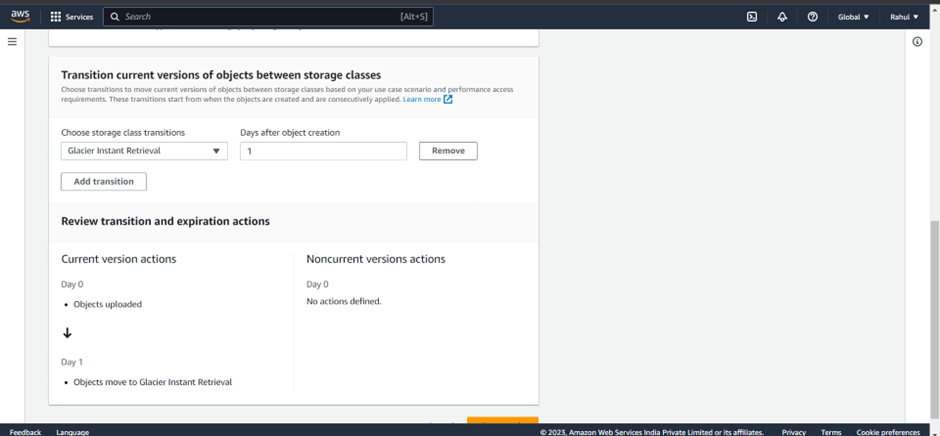 aws
Services
Search
[Alt+S]
Global
Rahul
Transition current versions of objects between storage classes
Choose transitions to move current versions of objects between storage classes based on your use case scenario and performance access
requirements. These transitions start from when the objects are created and are consecutively applied. Learn more
Choose storage class transitions
Days after object creation
Glacier Instant Retrieval
1
Remove
Add transition
Review transition and expiration actions
Current version actions
Noncurrent versions actions
Day 0
Day 0
• Objects uploaded
No actions defined.
Day 1
• Objects move to Glacier Instant Retrieval
Feedback
Language
© 2023, Amazon Web Services India Private Limited or its affiliates.
Privacy
Terms
Cookie preferences